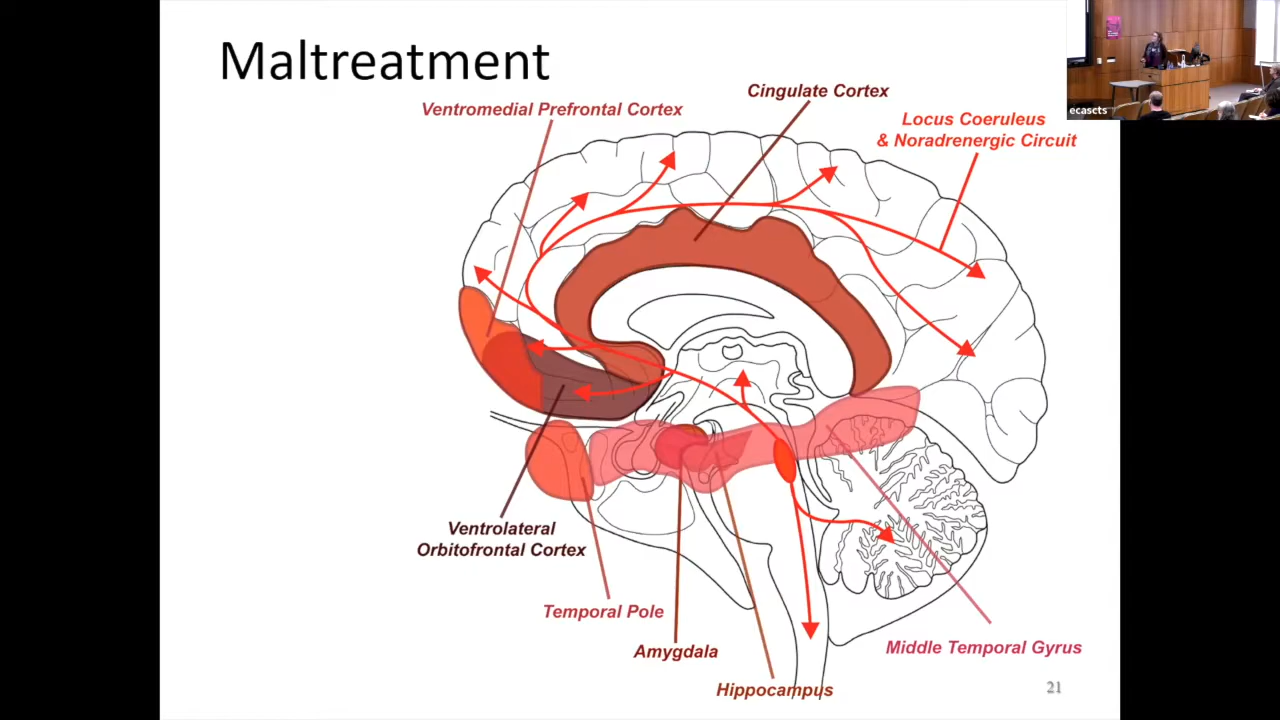 Maltreatment
Cingulate Cortex
Ventromedial Prefrontal Cortex
Locus Coeruleus
& Noradrenergic Circuit
ecasects
Ventrolateral
Orbitofrontal Cortex
Temporal Pole
Amygdala
Middle Temporal Gyrus
Hippocampus
21